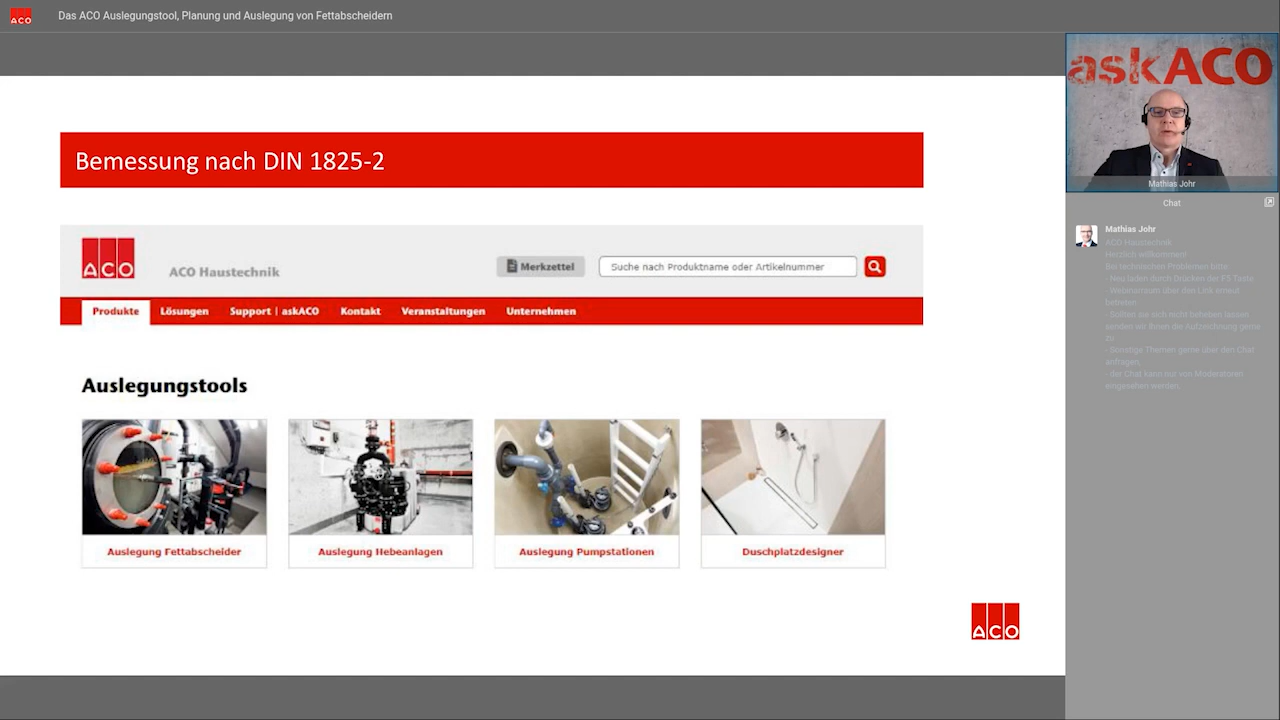 ACO
Das ACO Auslegungstool, Planung und Auslegung von Fettabscheidern
Bemessung nach DIN 1825-2
ACO
ACO Haustechnik
Merkzettel
Suche nach Produktname oder Artikelnummer
Produkte
Lösungen
Support | askACO
Kontakt
Veranstaltungen
Unternehmen
Auslegungstools
Auslegung Fettabscheider
Auslegung Hebeanlagen
Auslegung Pumpstationen
Duschplatzdesigner
ACO
askACO
Mathias Johr
Chat
Mathias Johr
ACO Haustechnik
Herzlich willkommen!
Bei technischen Problemen bitte:
- Neu laden durch Drücken der F5 Taste
- Webinarraum über den Link erneut
betreten
- Sollten sie sich nicht beheben lassen
senden wir Ihnen die Aufzeichnung gerne
zu.
- Sonstige Themen gerne über den Chat
anfragen,
- der Chat kann nur von Moderatoren
eingesehen werden.